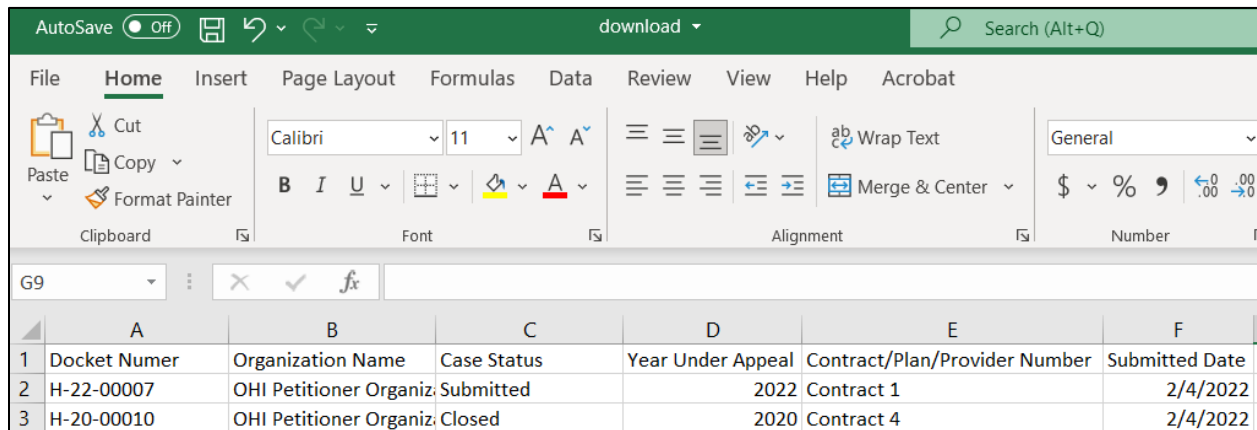 AutoSave Off download Search (Alt+Q)
File Home Insert Page Layout Formulas Data Review View Help Acrobat
Paste
Cut
Copy
Format Painter
Clipboard
Calibri 11 A A
B I U A
Font
ab c Wrap Text
Merge & Center
Alignment
General
$ % 9 .00 .00
Number
G9 fx
A B C D E F
1 Docket Numer Organization Name Case Status Year Under Appeal Contract/Plan/Provider Number Submitted Date
2 H-22-00007 OHI Petitioner Organiz Submitted 2022 Contract 1 2/4/2022
3 H-20-00010 OHI Petitioner Organiz Closed 2020 Contract 4 2/4/2022